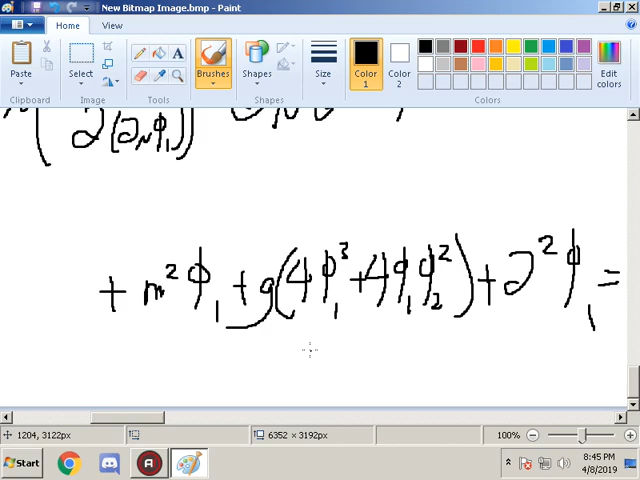 New Bitmap Image.bmp - Paint
Home View
Paste Select Brushes Shapes Size Color 1 Color 2 Edit colors
Clipboard Image Tools Shapes Colors
∂(∂μϕ₁)
+ m²ϕ₁ + g(4ϕ₁³ + 4ϕ₁ϕ₂²) + ∂²ϕ₁ =
1204, 3122px 6352 × 3192px 100%
Start 8:45 PM
4/8/2019